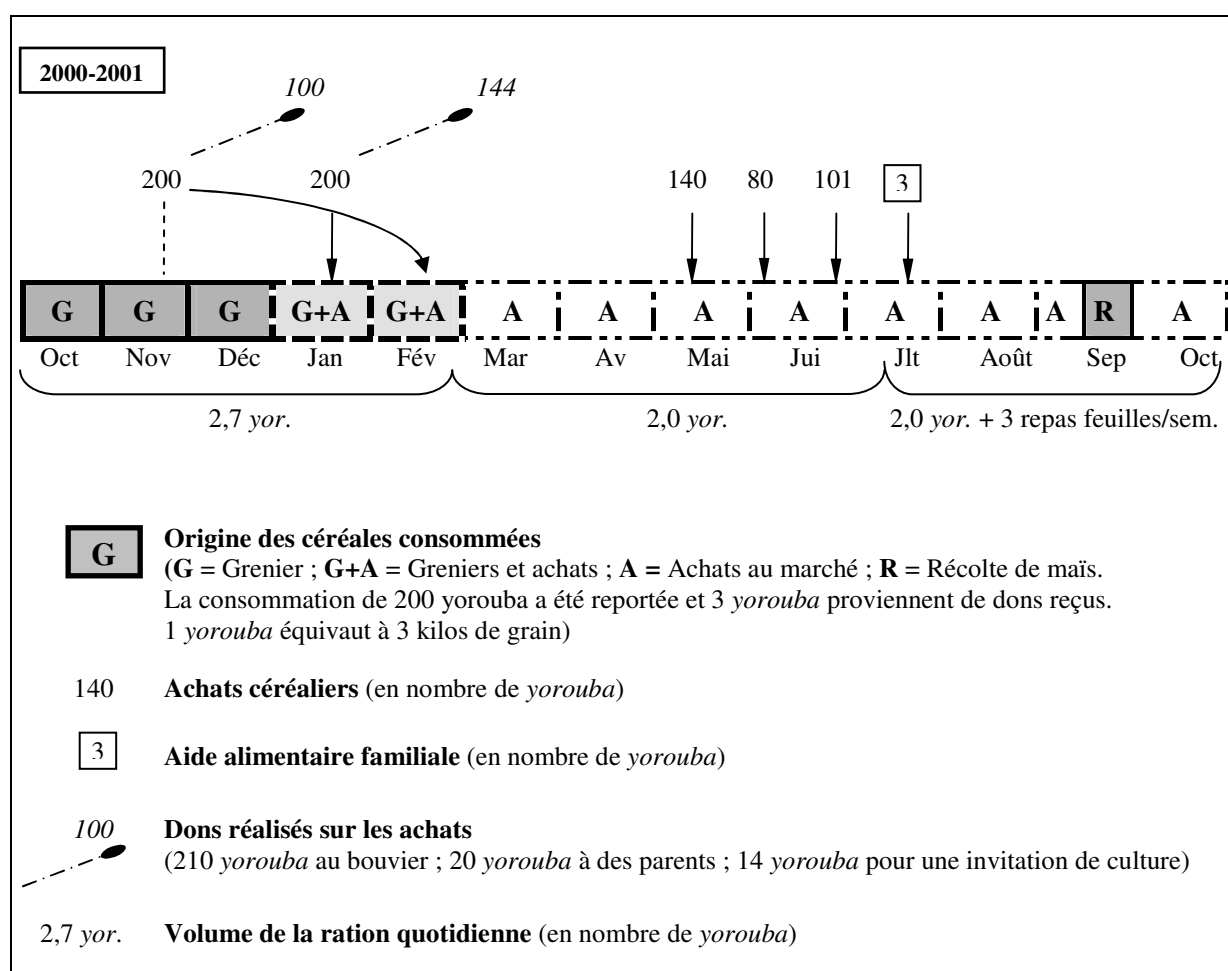 2000-2001
100 144
200 200 140 80 101 3
G G G G+A G+A A A A A A A A R A
Oct Nov Déc Jan Fév Mar Av Mai Jui Jlt Août Sep Oct
2,7 yor. 2,0 yor. 2,0 yor. + 3 repas feuilles/sem.
G Origine des céréales consommées
(G = Grenier ; G+A = Greniers et achats ; A = Achats au marché ; R = Récolte de maïs.
La consommation de 200 yorouba a été reportée et 3 yorouba proviennent de dons reçus.
1 yorouba équivaut à 3 kilos de grain)
140 Achats céréaliers (en nombre de yorouba)
3 Aide alimentaire familiale (en nombre de yorouba)
100 Dons réalisés sur les achats
(210 yorouba au bouvier ; 20 yorouba à des parents ; 14 yorouba pour une invitation de culture)
2,7 yor. Volume de la ration quotidienne (en nombre de yorouba)